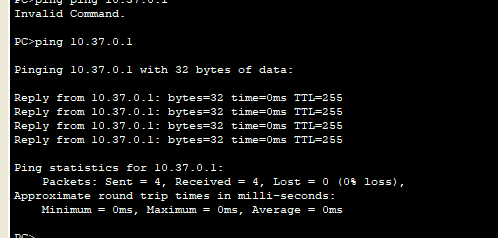 PC>ping ping 10.37.0.1
Invalid Command.
PC>ping 10.37.0.1
Pinging 10.37.0.1 with 32 bytes of data:
Reply from 10.37.0.1: bytes=32 time=0ms TTL=255
Reply from 10.37.0.1: bytes=32 time=0ms TTL=255
Reply from 10.37.0.1: bytes=32 time=0ms TTL=255
Reply from 10.37.0.1: bytes=32 time=0ms TTL=255
Ping statistics for 10.37.0.1:
Packets: Sent = 4, Received = 4, Lost = 0 (0% loss),
Approximate round trip times in milli-seconds:
Minimum = 0ms, Maximum = 0ms, Average = 0ms
PC>